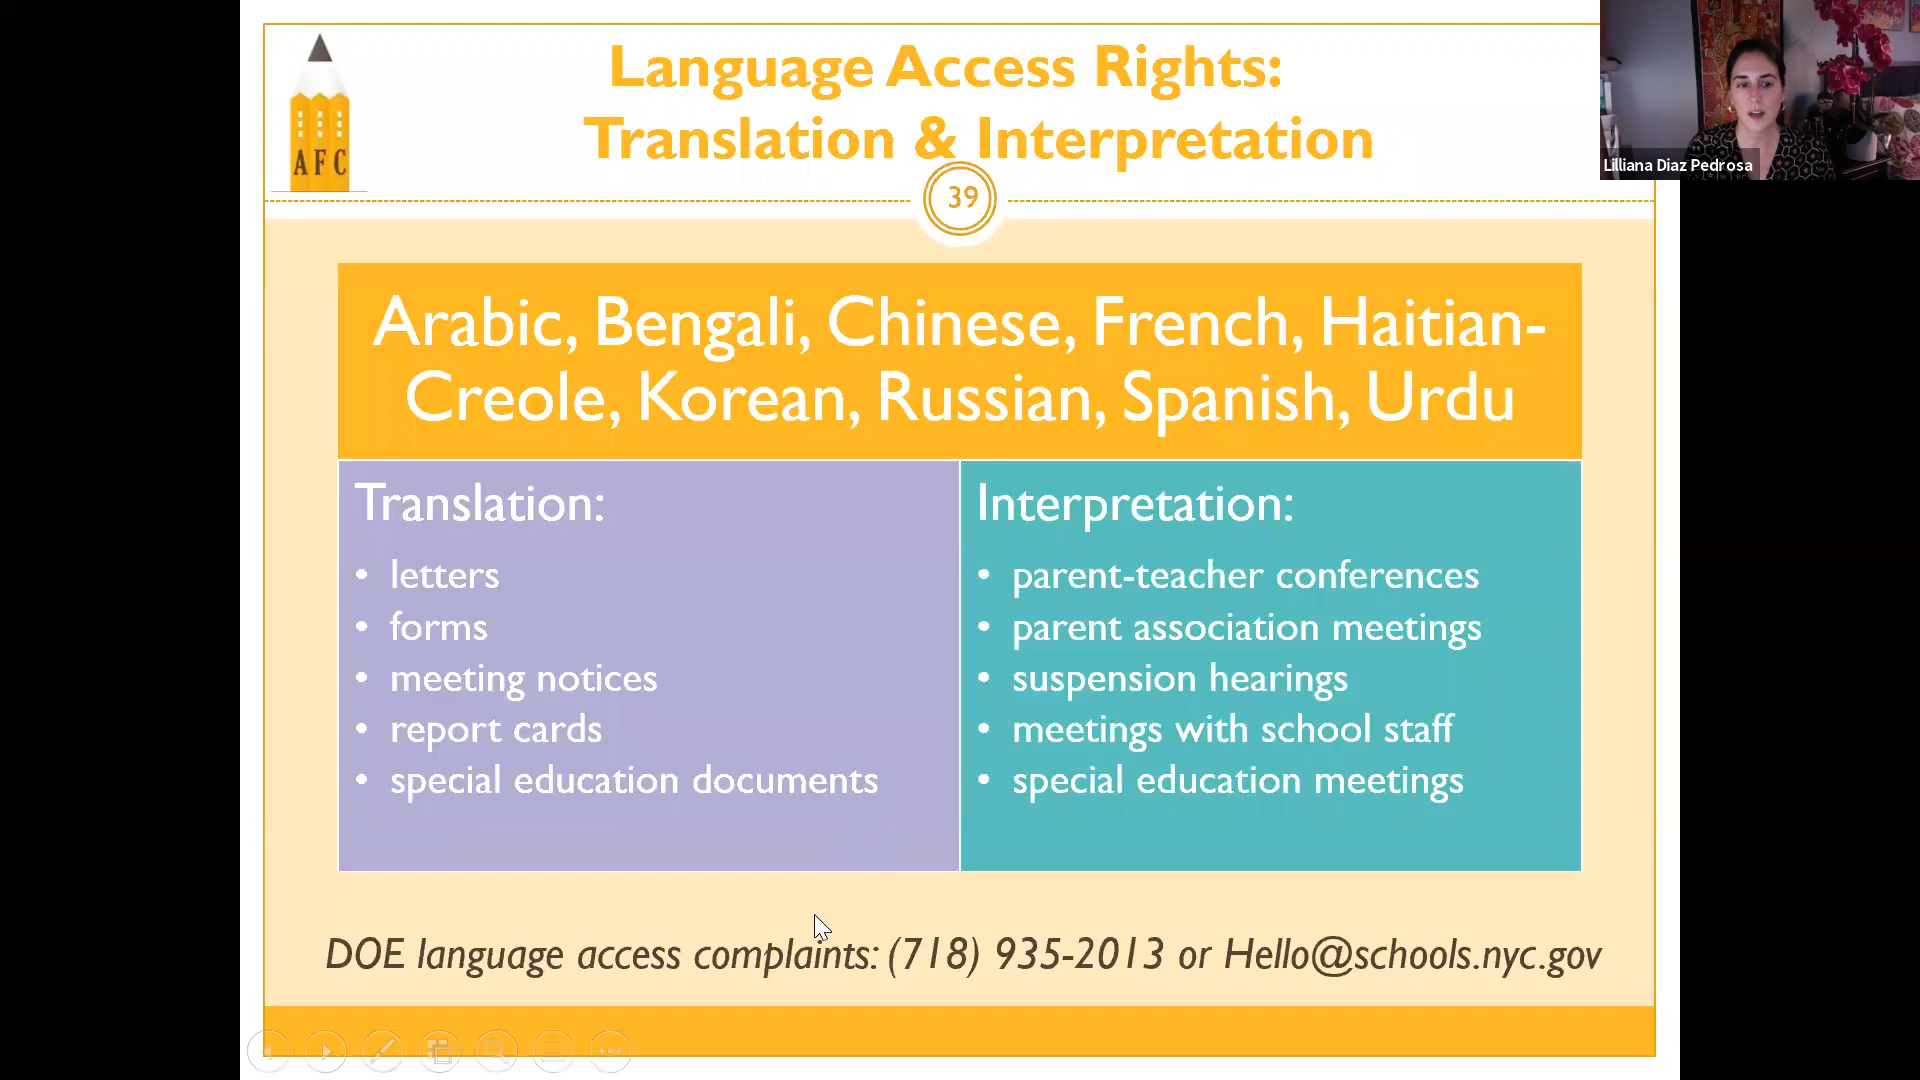 AFC
Language Access Rights:
Translation & Interpretation
39
Lilliana Diaz Pedrosa
Arabic, Bengali, Chinese, French, Haitian-
Creole, Korean, Russian, Spanish, Urdu
Translation:
• letters
• forms
• meeting notices
• report cards
• special education documents
Interpretation:
• parent-teacher conferences
• parent association meetings
• suspension hearings
• meetings with school staff
• special education meetings
DOE language access complaints: (718) 935-2013 or Hello@schools.nyc.gov